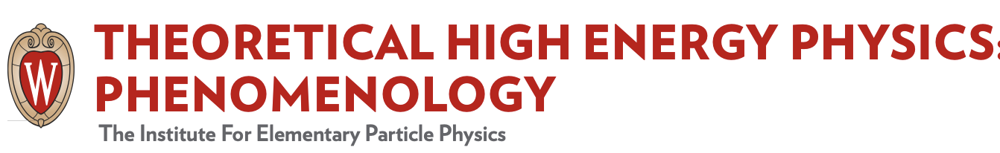 W
THEORETICAL HIGH ENERGY PHYSICS:
PHENOMENOLOGY
The Institute For Elementary Particle Physics